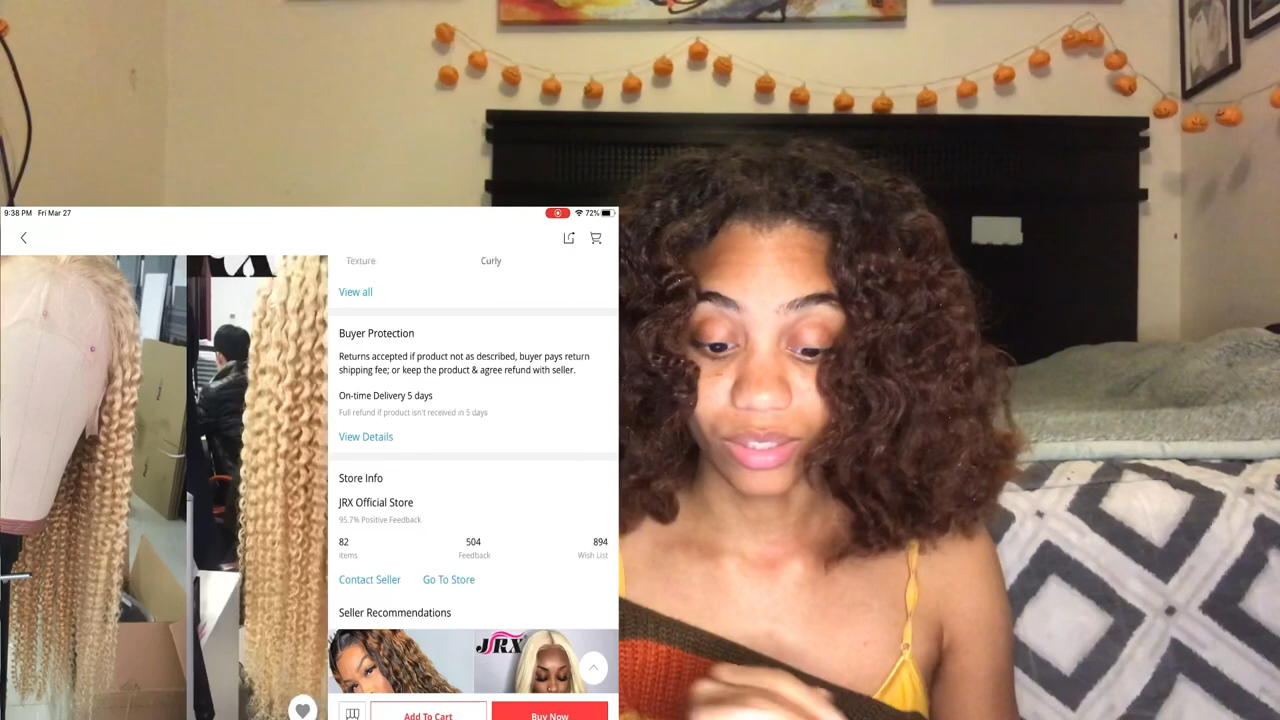 9:38 PM Fri Mar 27
72%
Texture Curly
View all
Buyer Protection
Returns accepted if product not as described, buyer pays return
shipping fee; or keep the product & agree refund with seller.
On-time Delivery 5 days
Full refund if product isn't received in 5 days
View Details
Store Info
JRX Official Store
95.7% Positive Feedback
82 504 894
items Feedback Wish List
Contact Seller Go To Store
Seller Recommendations
JRX
Add To Cart Buy Now